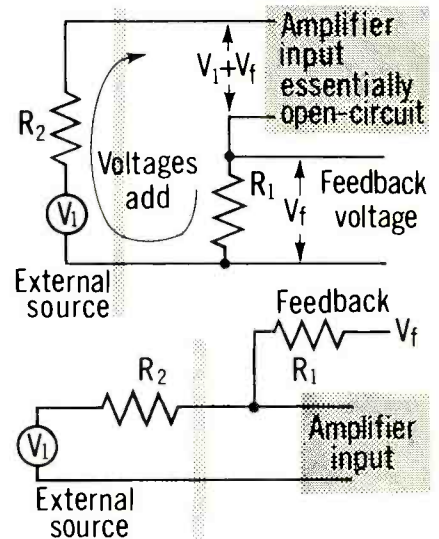 Amplifier
input
essentially
open-circuit
V₁+Vf
R₂
Voltages
add
R₁
Vf
Feedback
voltage
V₁
External
source
Feedback
Vf
R₁
R₂
V₁
Amplifier
input
External
source